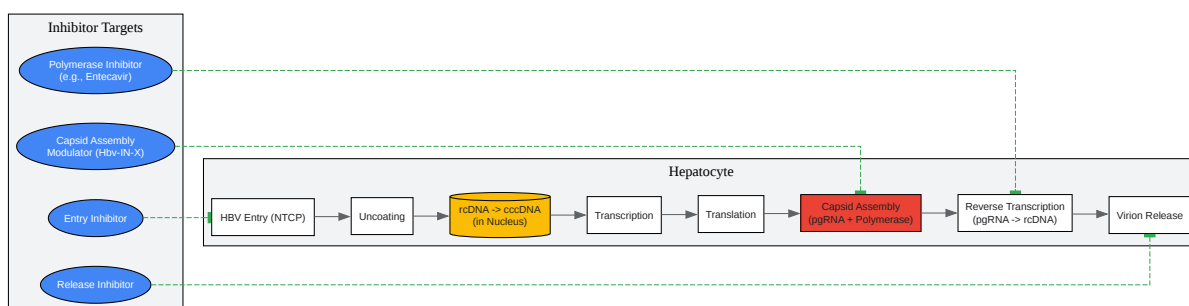 Inhibitor Targets
Polymerase Inhibitor
(e.g., Entecavir)
Capsid Assembly
Modulator (Hbv-IN-X)
Entry Inhibitor
Release Inhibitor
Hepatocyte
HBV Entry (NTCP)
Uncoating
rcDNA -> cccDNA
(in Nucleus)
Transcription
Translation
Capsid Assembly
(pgRNA + Polymerase)
Reverse Transcription
(pgRNA -> rcDNA)
Virion Release